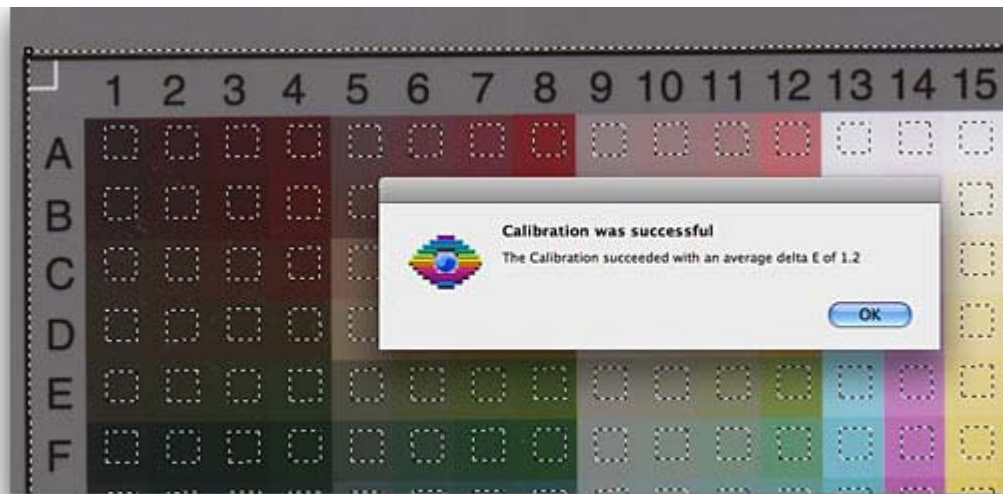 1 2 3 4 5 6 7 8 9 10 11 12 13 14 15
A
B
Calibration was successful
The Calibration succeeded with an average delta E of 1.2
C
OK
D
E
F